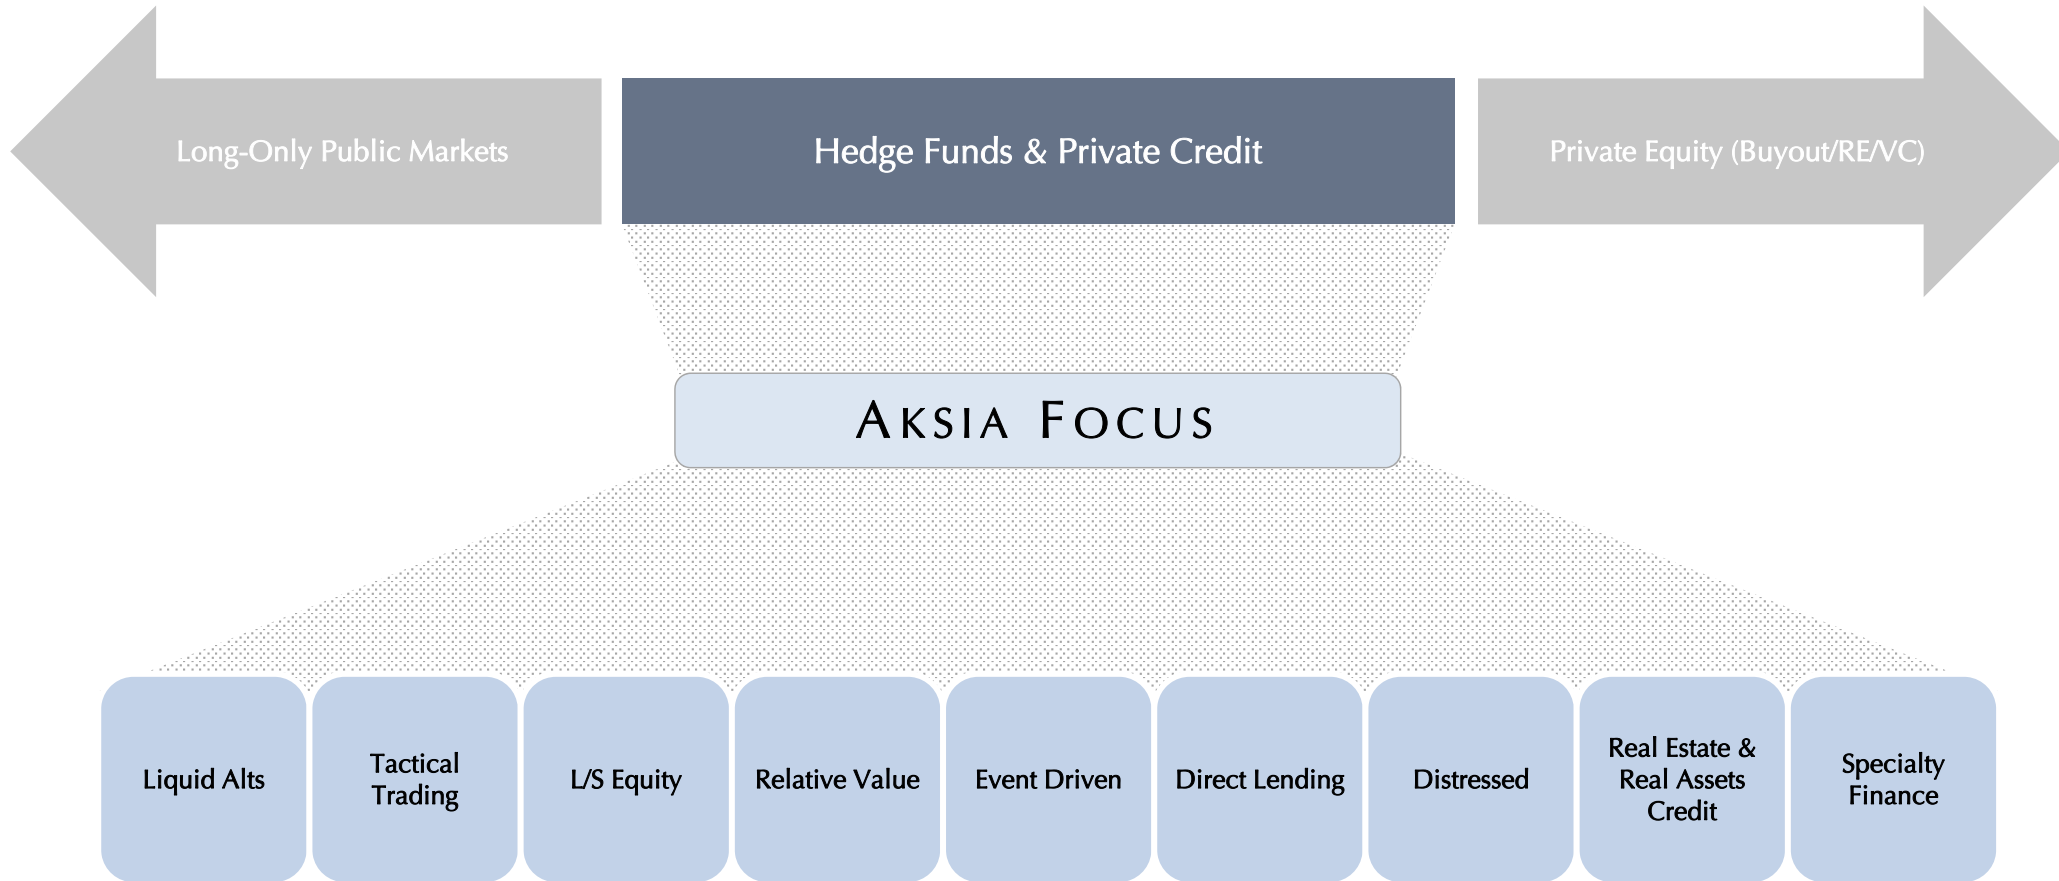 Long-Only Public Markets
Hedge Funds & Private Credit
Private Equity (Buyout/RE/VC)
AKSIA FOCUS
Liquid Alts
Tactical
Trading
L/S Equity
Relative Value
Event Driven
Direct Lending
Distressed
Real Estate &
Real Assets
Credit
Specialty
Finance